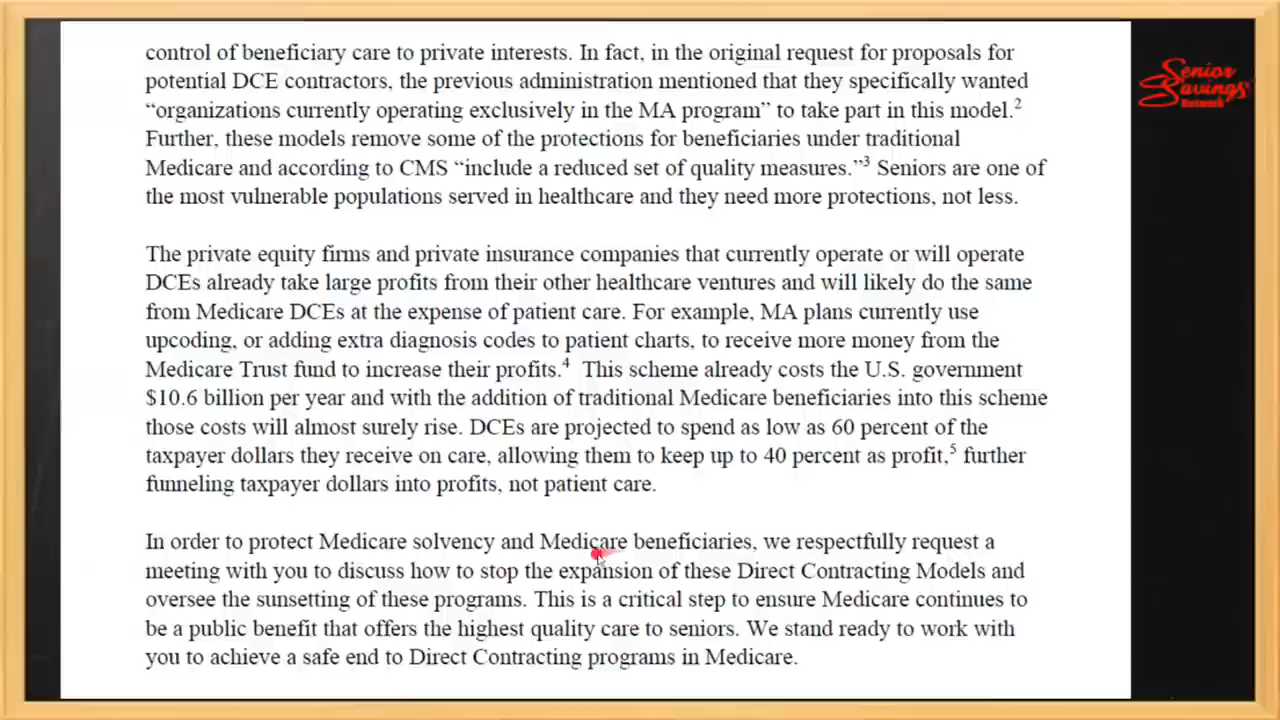 control of beneficiary care to private interests. In fact, in the original request for proposals for
potential DCE contractors, the previous administration mentioned that they specifically wanted
“organizations currently operating exclusively in the MA program” to take part in this model.²
Further, these models remove some of the protections for beneficiaries under traditional
Medicare and according to CMS “include a reduced set of quality measures.”³ Seniors are one of
the most vulnerable populations served in healthcare and they need more protections, not less.
The private equity firms and private insurance companies that currently operate or will operate
DCEs already take large profits from their other healthcare ventures and will likely do the same
from Medicare DCEs at the expense of patient care. For example, MA plans currently use
upcoding, or adding extra diagnosis codes to patient charts, to receive more money from the
Medicare Trust fund to increase their profits.⁴ This scheme already costs the U.S. government
$10.6 billion per year and with the addition of traditional Medicare beneficiaries into this scheme
those costs will almost surely rise. DCEs are projected to spend as low as 60 percent of the
taxpayer dollars they receive on care, allowing them to keep up to 40 percent as profit,⁵ further
funneling taxpayer dollars into profits, not patient care.
In order to protect Medicare solvency and Medicare beneficiaries, we respectfully request a
meeting with you to discuss how to stop the expansion of these Direct Contracting Models and
oversee the sunsetting of these programs. This is a critical step to ensure Medicare continues to
be a public benefit that offers the highest quality care to seniors. We stand ready to work with
you to achieve a safe end to Direct Contracting programs in Medicare.
Senior
Savings
Network